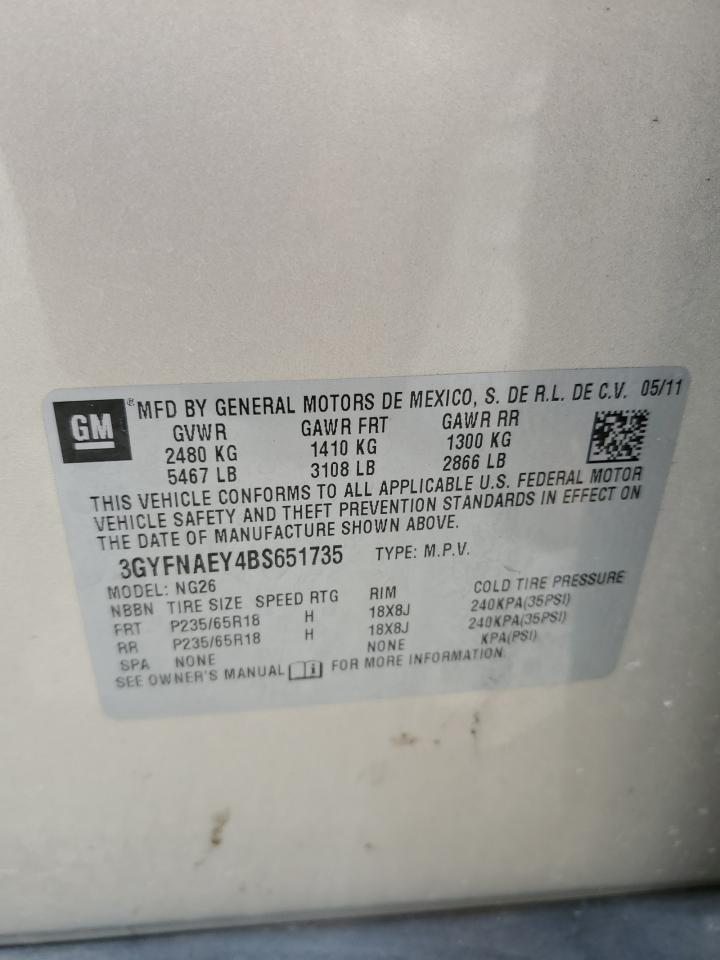 GM ® MFD BY GENERAL MOTORS DE MEXICO, S. DE R.L. DE C.V. 05/11
GVWR GAWR FRT GAWR RR
2480 KG 1410 KG 1300 KG
5467 LB 3108 LB 2866 LB
THIS VEHICLE CONFORMS TO ALL APPLICABLE U.S. FEDERAL MOTOR
VEHICLE SAFETY AND THEFT PREVENTION STANDARDS IN EFFECT ON
THE DATE OF MANUFACTURE SHOWN ABOVE.
3GYFNAEY4BS651735 TYPE: M.P.V.
MODEL: NG26
NBBN TIRE SIZE SPEED RTG RIM COLD TIRE PRESSURE
FRT P235/65R18 H 18X8J 240KPA(35PSI)
RR P235/65R18 H 18X8J 240KPA(35PSI)
SPA NONE NONE KPA(PSI)
SEE OWNER'S MANUAL FOR MORE INFORMATION.